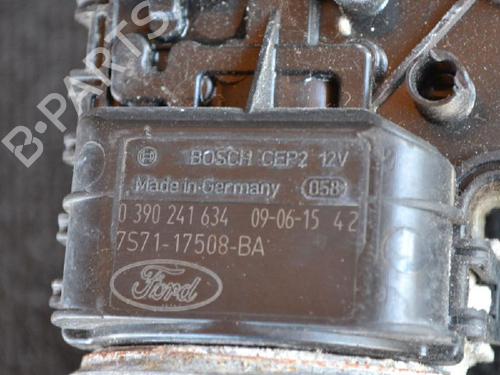 B-PARTS
BOSCH CEP2 12V
Made in Germany 058
0 390 241 634 09-06-15 42
7S71-17508-BA
Ford